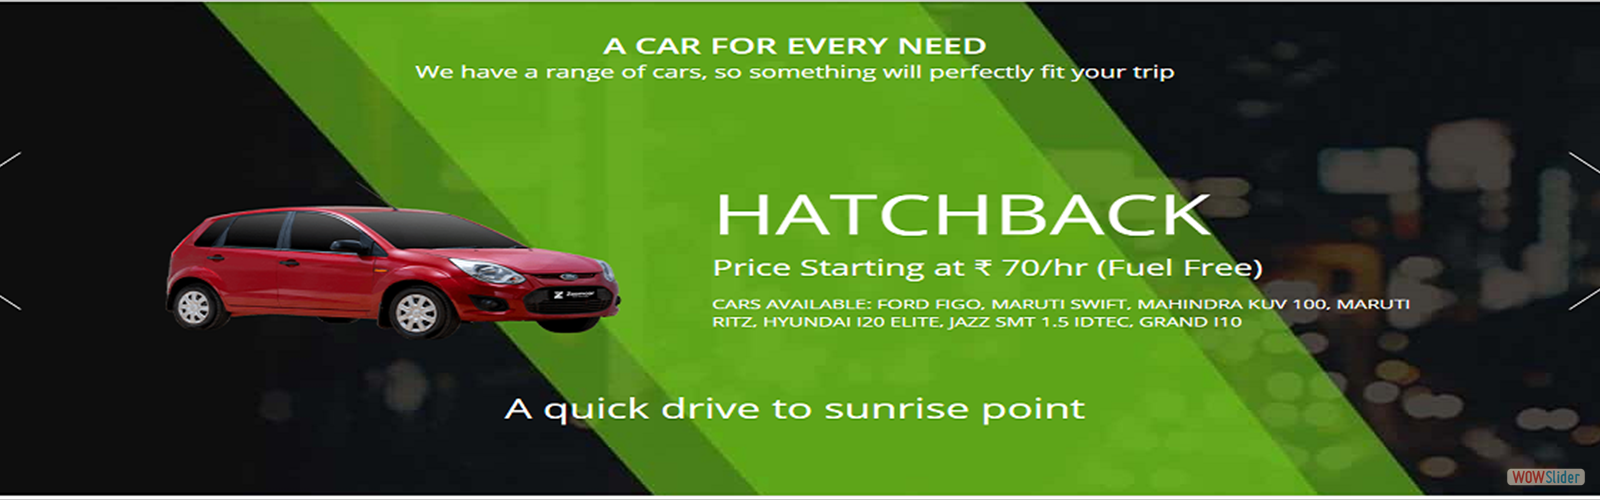 A CAR FOR EVERY NEED
We have a range of cars, so something will perfectly fit your trip
HATCHBACK
Price Starting at ₹ 70/hr (Fuel Free)
CARS AVAILABLE: FORD FIGO, MARUTI SWIFT, MAHINDRA KUV 100, MARUTI
RITZ, HYUNDAI I20 ELITE, JAZZ SMT 1.5 IDTEC, GRAND I10
Z Zoomcar
A quick drive to sunrise point
WOWSlider